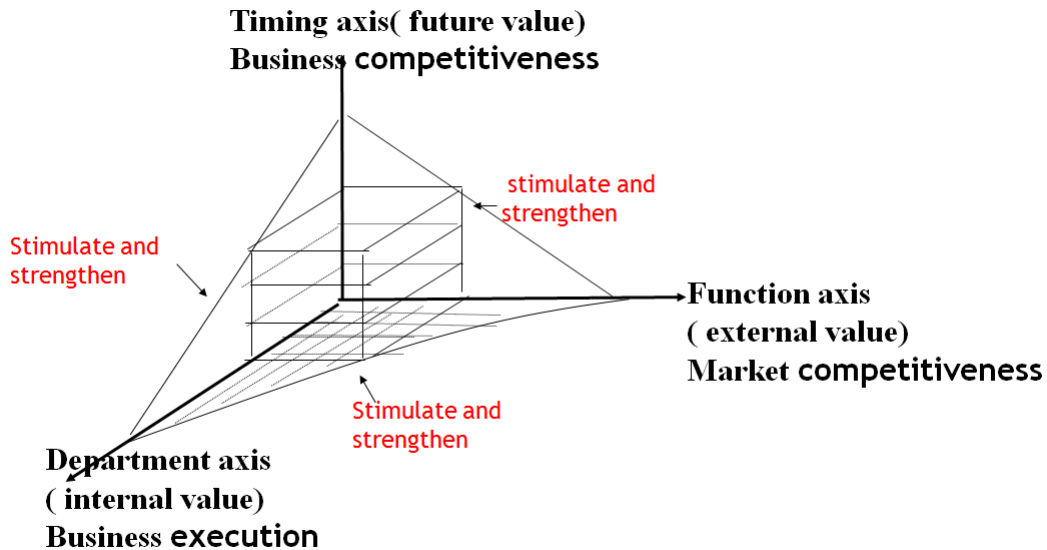 Timing axis( future value)
Business competitiveness
stimulate and
strengthen
Stimulate and
strengthen
Function axis
( external value)
Market competitiveness
Stimulate and
strengthen
Department axis
( internal value)
Business execution